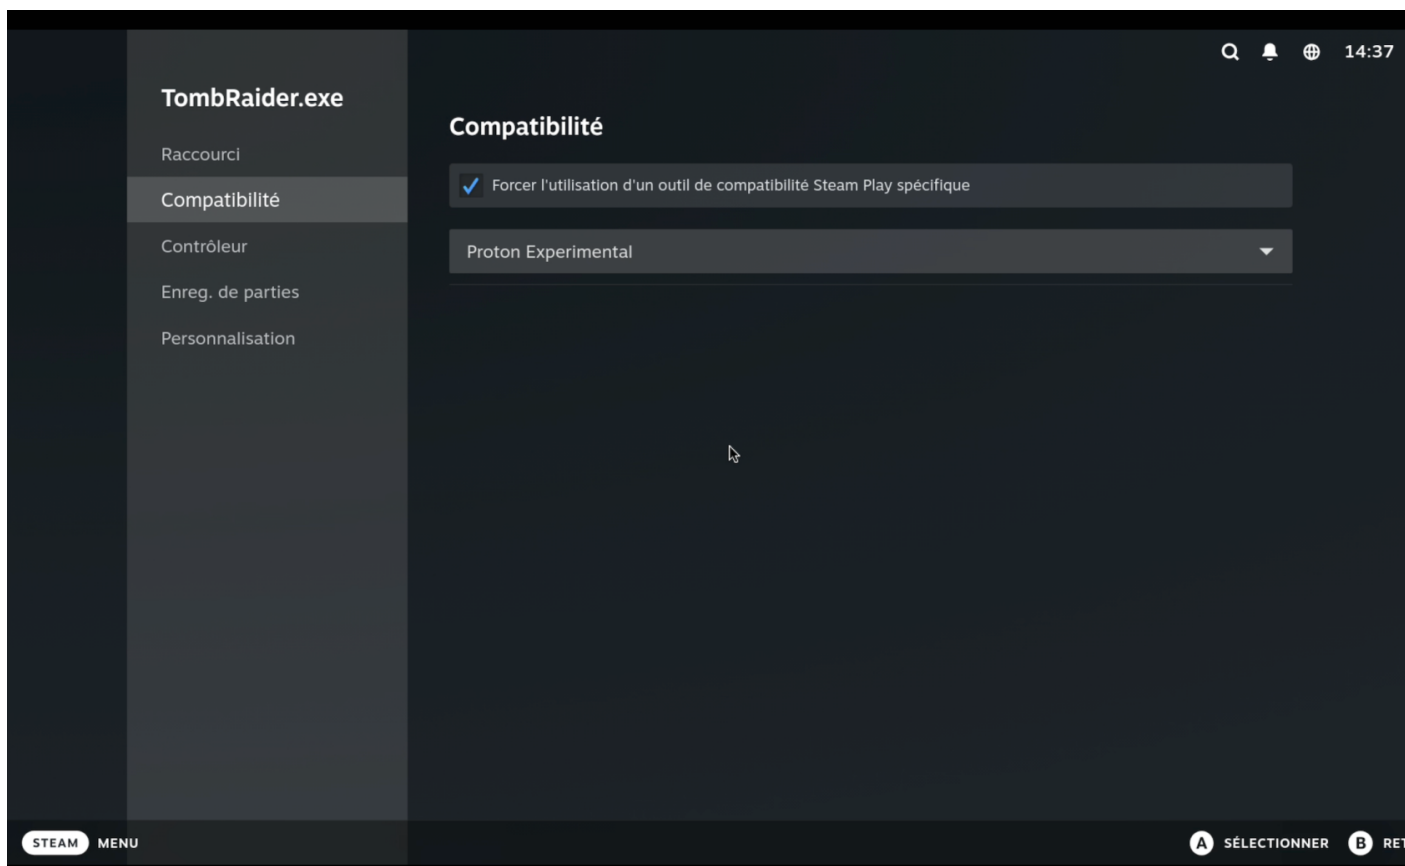 14:37
TombRaider.exe
Raccourci
Compatibilité
Contrôleur
Enreg. de parties
Personnalisation
Compatibilité
Forcer l'utilisation d'un outil de compatibilité Steam Play spécifique
Proton Experimental
STEAM MENU
A SÉLECTIONNER B RET